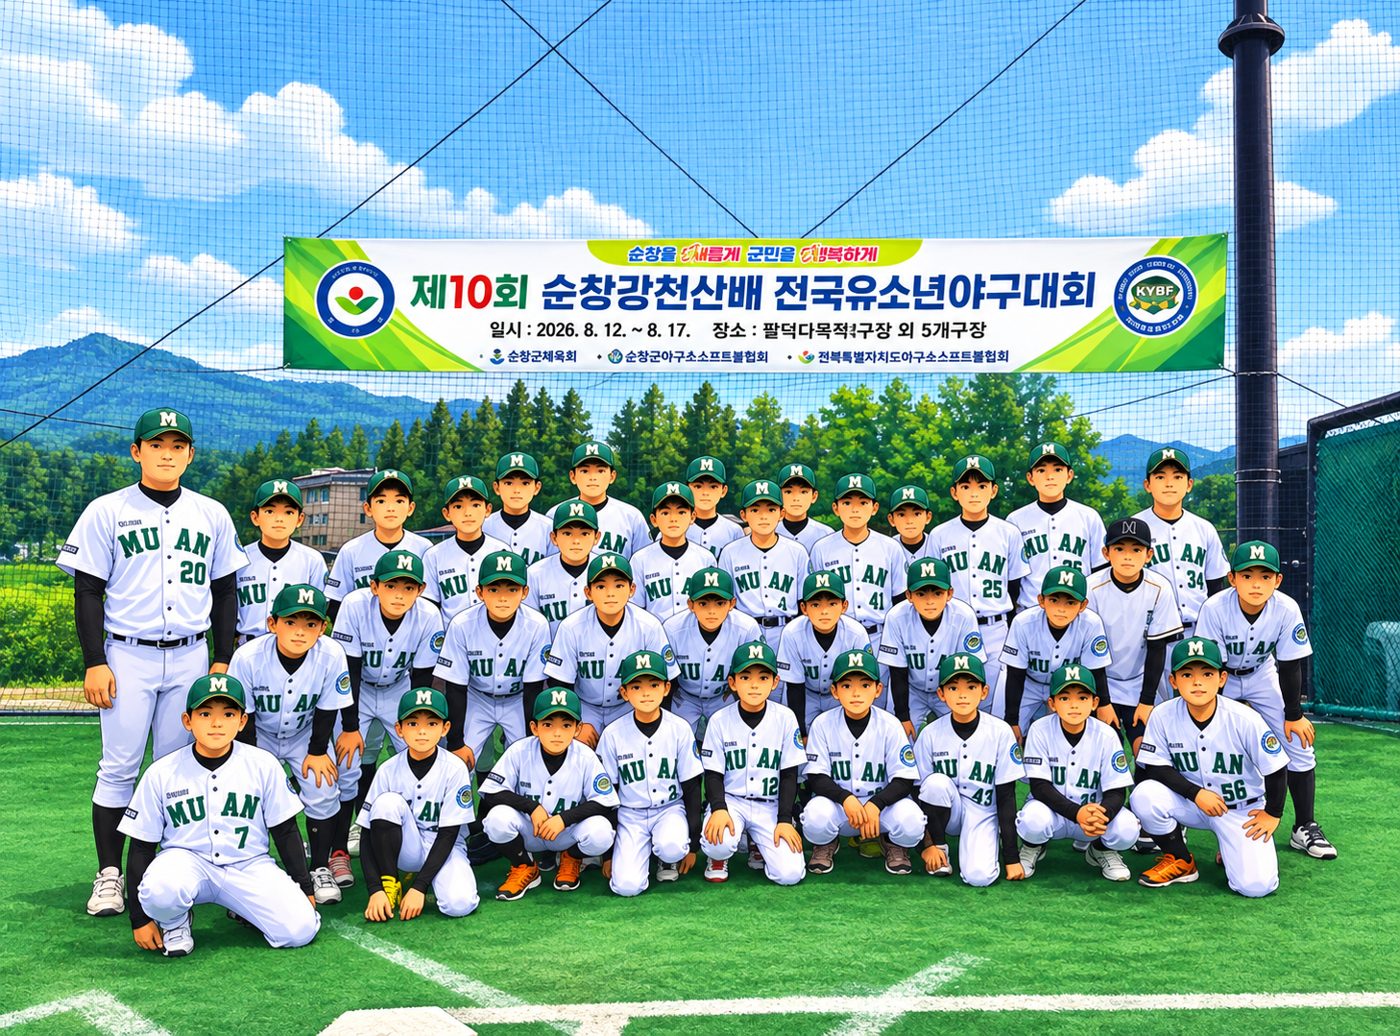 순창을 새롭게 군민을 행복하게
제10회 순창강천산배 전국유소년야구대회
일시 : 2026. 8. 12. ~ 8. 17. 장소 : 팔덕다목적구장 외 5개구장
순창군체육회 순창군야구소소프트볼협회 전북특별자치도야구소소프트볼협회
KYBF
M
MU AN
20
MU AN
25
MU AN
34
MU AN
41
MU AN
7
MU AN
12
MU AN
43
MU AN
56